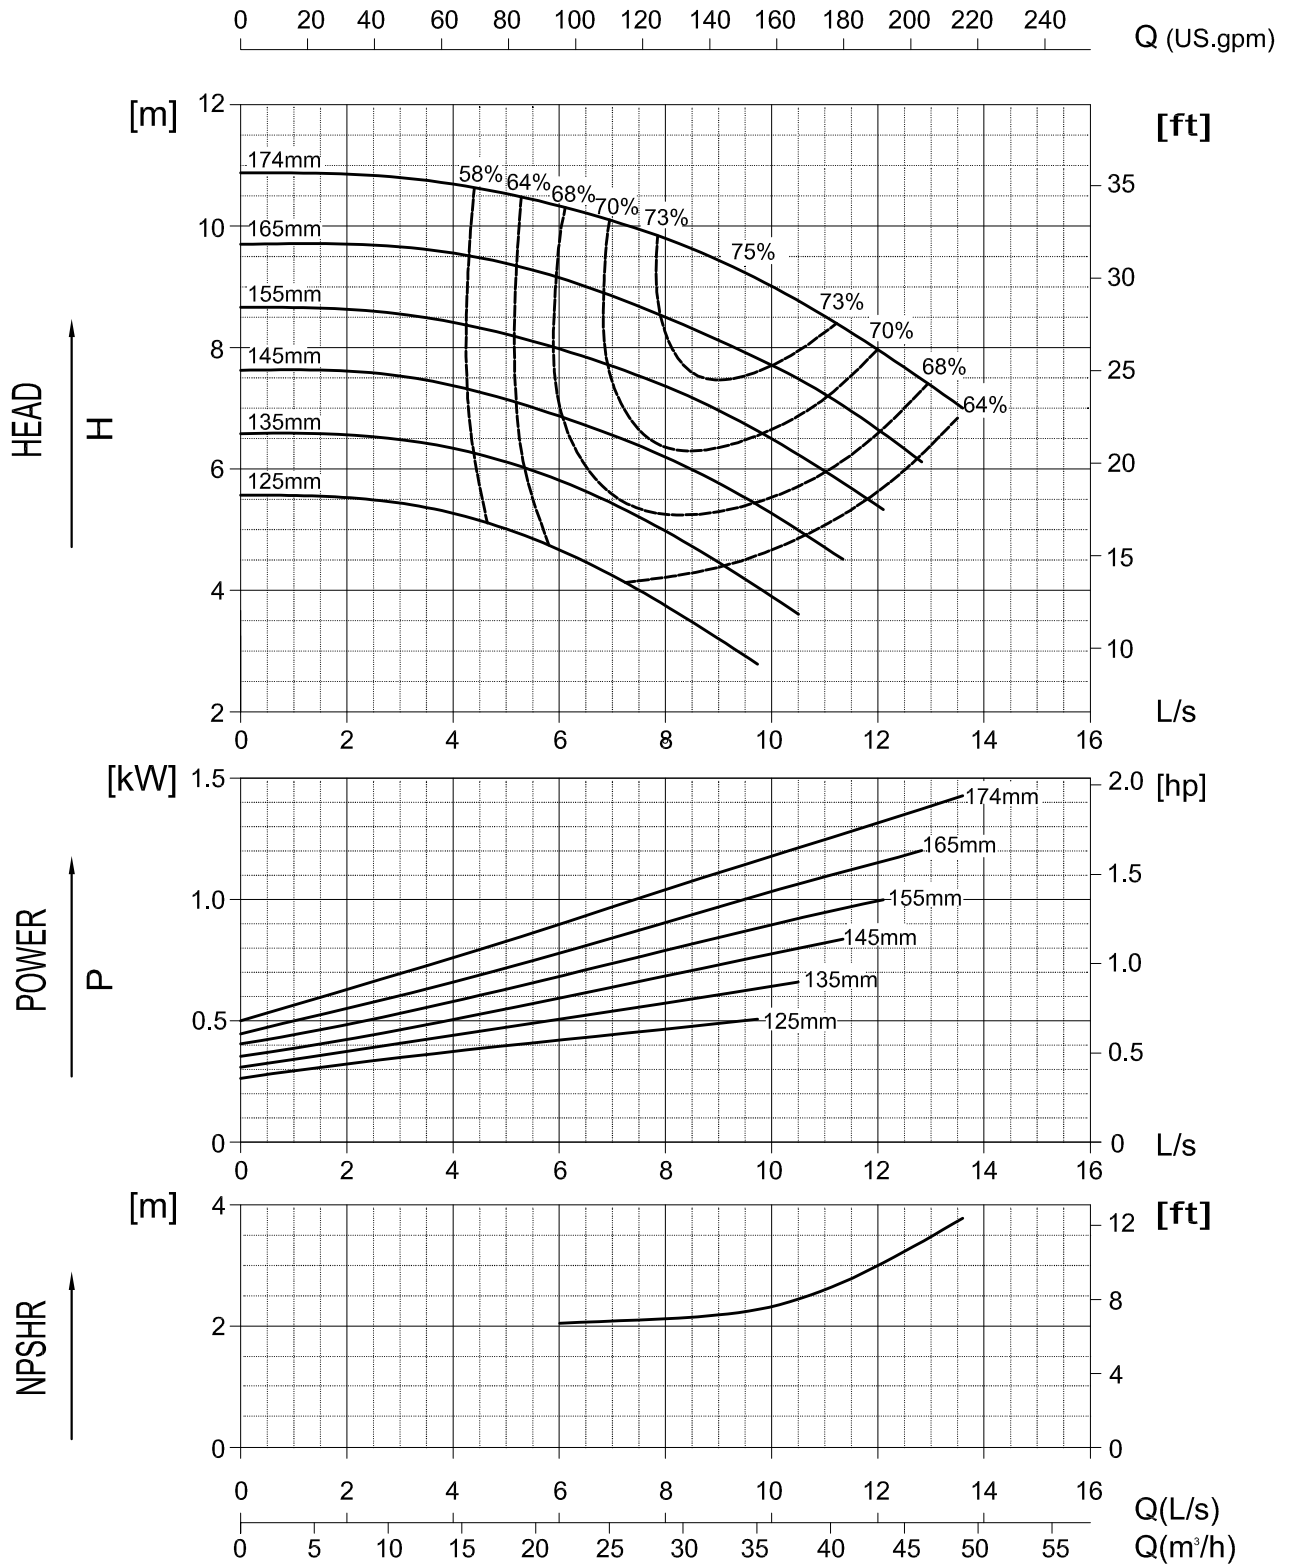 0 20 40 60 80 100 120 140 160 180 200 220 240
Q (US.gpm)
[m]
[ft]
12
10
8
6
4
2
174mm
165mm
155mm
145mm
135mm
125mm
58% 64% 68% 70% 73%
75%
73%
70%
68%
64%
35
30
25
20
15
10
HEAD
H
L/s
0 2 4 6 8 10 12 14 16
[kW]
[hp]
1.5
1.0
0.5
0
2.0
1.5
1.0
0.5
0
174mm
165mm
155mm
145mm
135mm
125mm
POWER
P
L/s
0 2 4 6 8 10 12 14 16
[m]
[ft]
4
2
0
12
8
4
0
NPSHR
0 2 4 6 8 10 12 14 16
Q(L/s)
0 5 10 15 20 25 30 35 40 45 50 55
Q(m³/h)